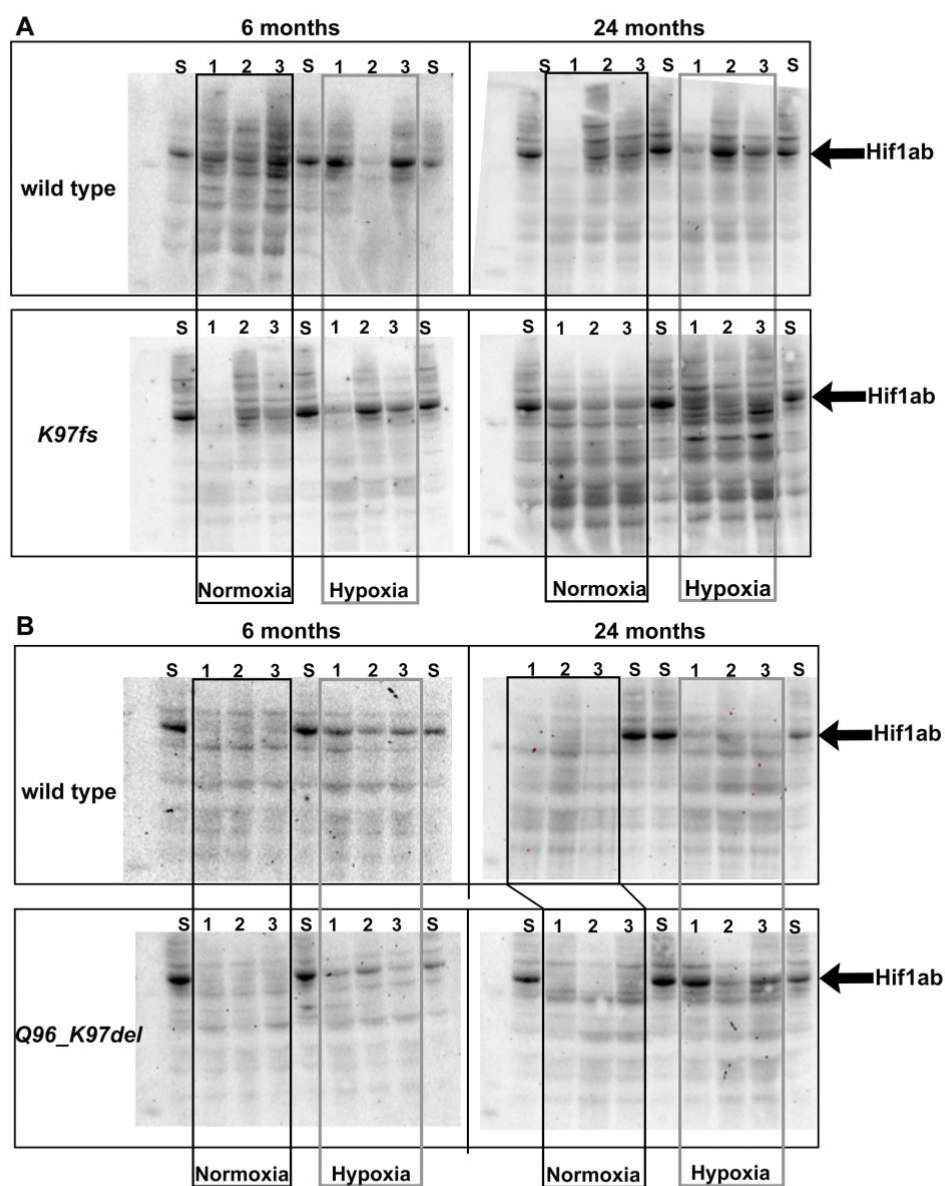 A
6 months 24 months
S 1 2 3 S 1 2 3 S S 1 2 3 S 1 2 3 S
wild type
Hif1ab
S 1 2 3 S 1 2 3 S S 1 2 3 S 1 2 3 S
K97fs
Hif1ab
Normoxia Hypoxia Normoxia Hypoxia
B
6 months 24 months
S 1 2 3 S 1 2 3 S 1 2 3 S S 1 2 3 S
wild type
Hif1ab
S 1 2 3 S 1 2 3 S S 1 2 3 S 1 2 3 S
Q96_K97del
Hif1ab
Normoxia Hypoxia Normoxia Hypoxia